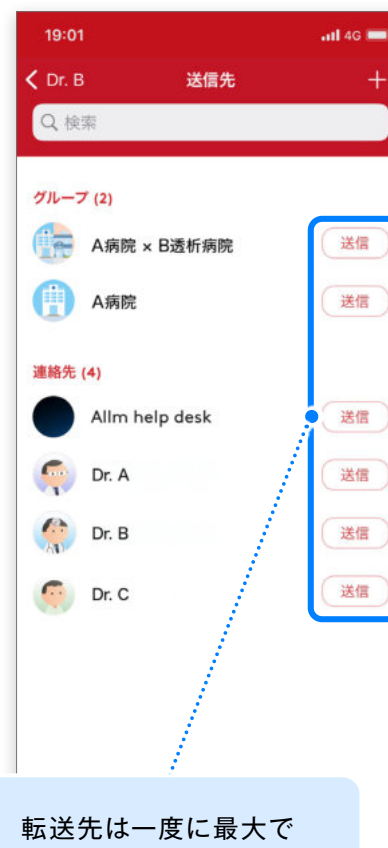 19:01 4G
Dr. B 送信先 +
検索
グループ (2)
A病院 × B透析病院 送信
A病院 送信
連絡先 (4)
Allm help desk 送信
Dr. A 送信
Dr. B 送信
Dr. C 送信
転送先は一度に最大で